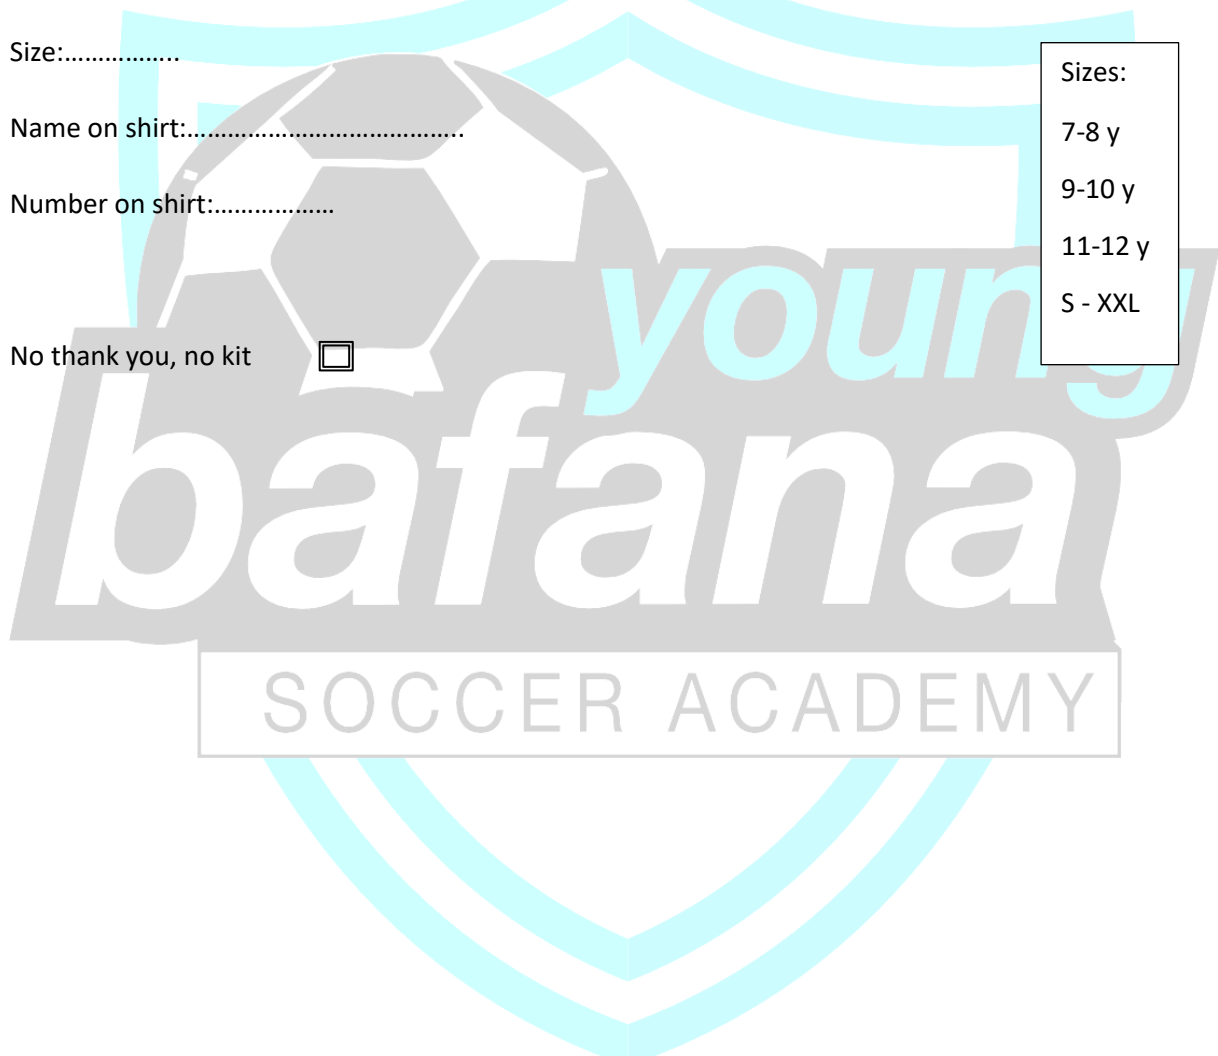 Size:……………..
Name on shirt:…………………………………..
Number on shirt:………………
No thank you, no kit
Sizes:
7-8 y
9-10 y
11-12 y
S - XXL
young
bafana
SOCCER ACADEMY